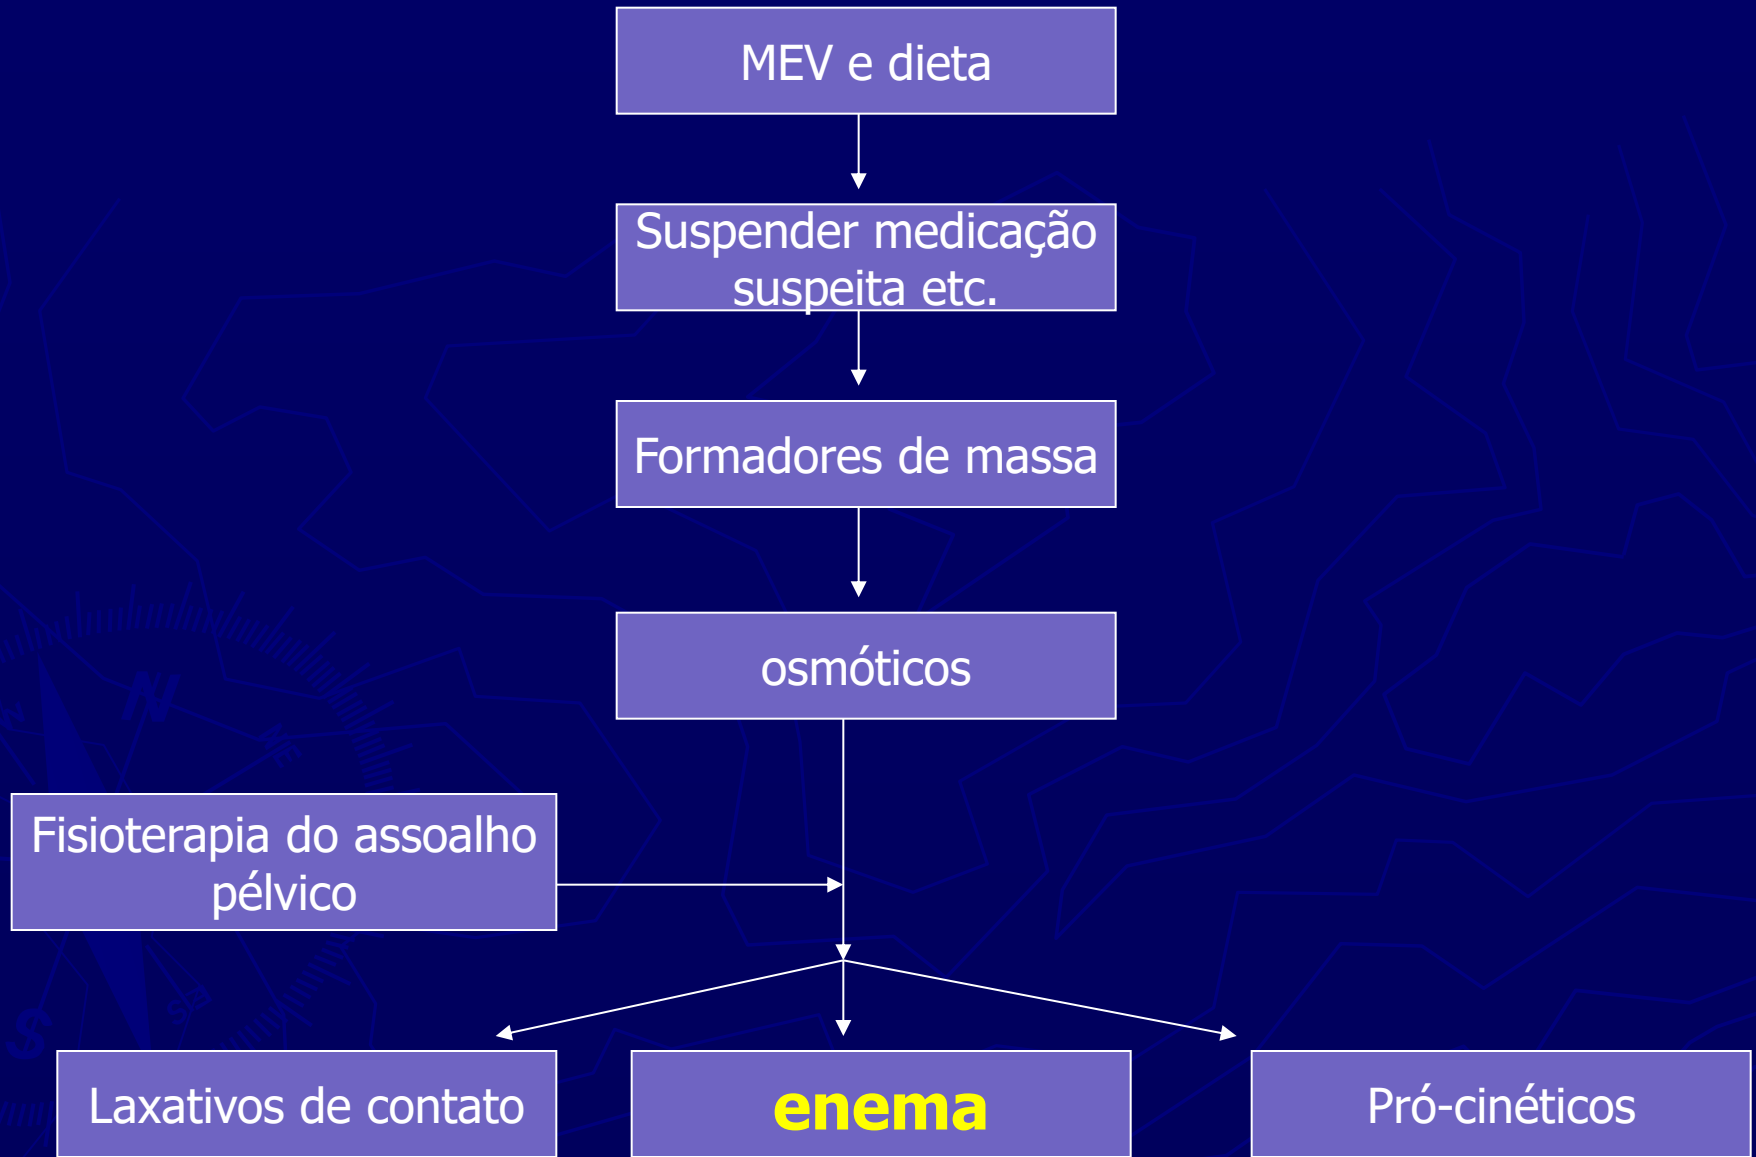 MEV e dieta
Suspender medicação
suspeita etc.
Formadores de massa
osmóticos
Fisioterapia do assoalho
pélvico
Laxativos de contato
enema
Pró-cinéticos
N
S